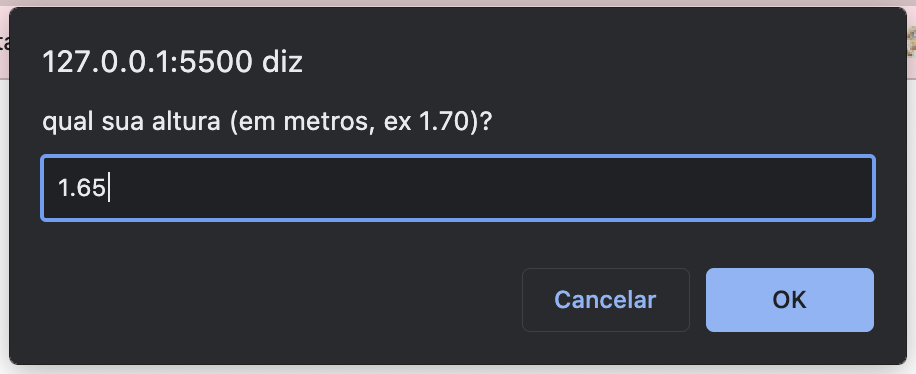 127.0.0.1:5500 diz
qual sua altura (em metros, ex 1.70)?
1.65
Cancelar
OK